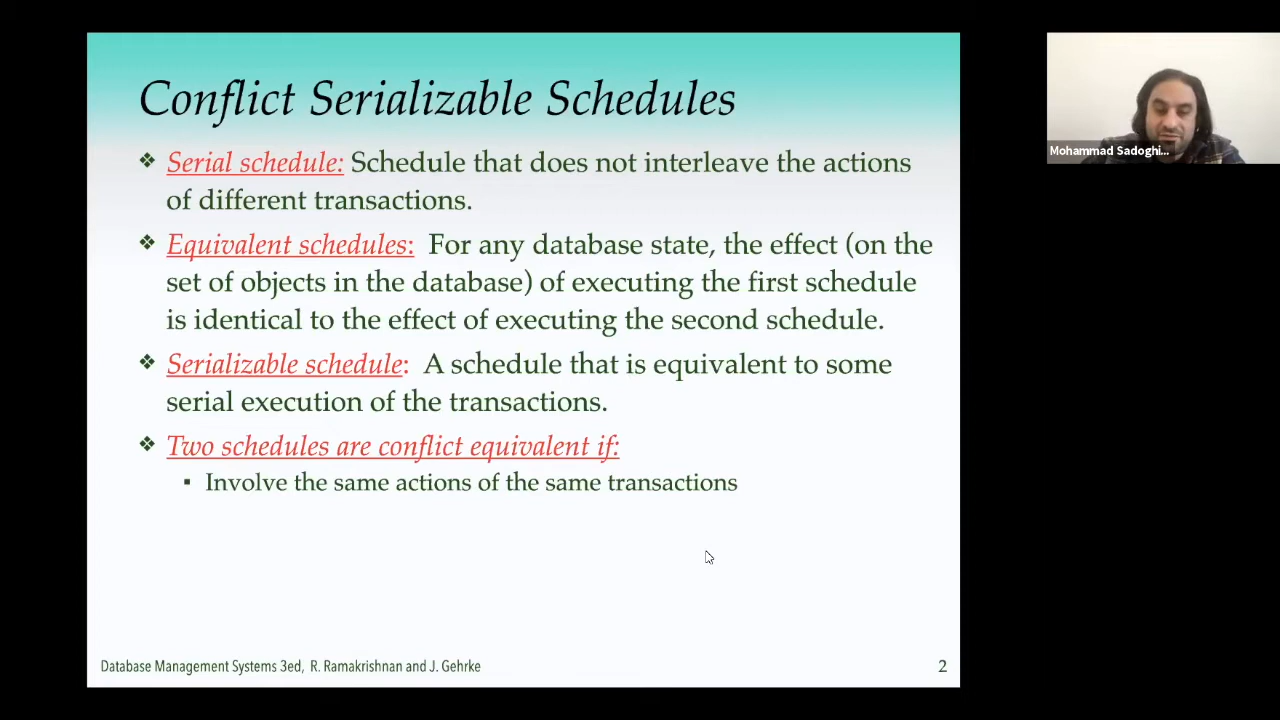 Conflict Serializable Schedules
❖ Serial schedule: Schedule that does not interleave the actions
of different transactions.
❖ Equivalent schedules: For any database state, the effect (on the
set of objects in the database) of executing the first schedule
is identical to the effect of executing the second schedule.
❖ Serializable schedule: A schedule that is equivalent to some
serial execution of the transactions.
❖ Two schedules are conflict equivalent if:
▪ Involve the same actions of the same transactions
Database Management Systems 3ed, R. Ramakrishnan and J. Gehrke
2
Mohammad Sadoghi...